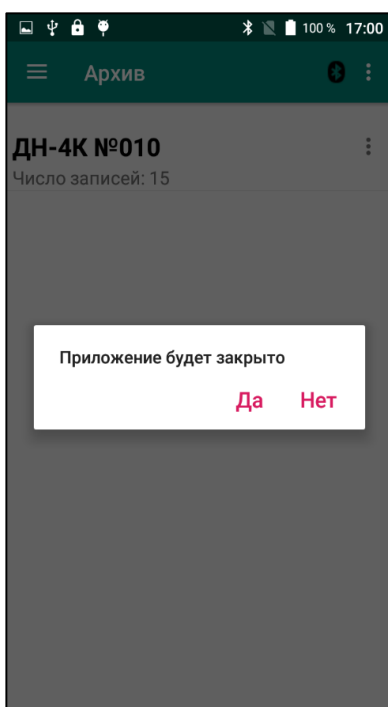 100 % 17:00
Архив
ДН-4К №010
Число записей: 15
Приложение будет закрыто
Да Нет